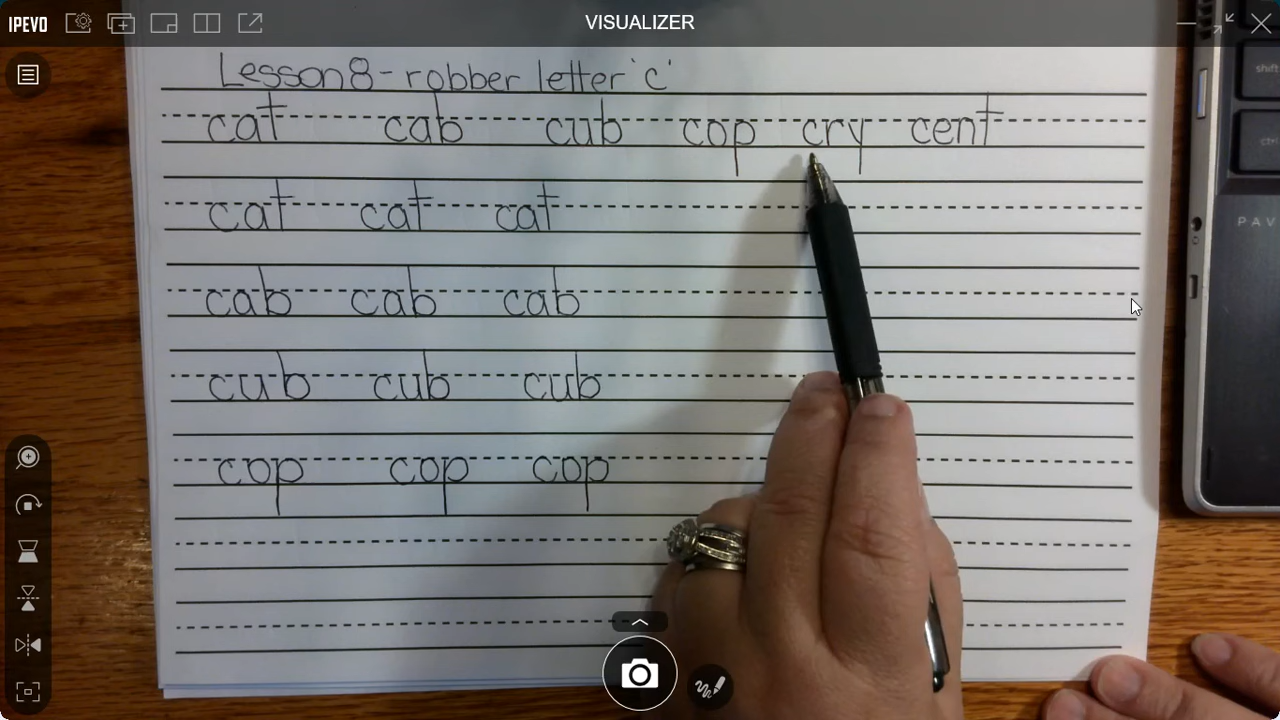 IPEVO VISUALIZER
Lesson 8 - robber letter 'c'
cat cab cub cop cry cent
cat cat cat
cab cab cab
cub cub cub
cop cop cop
shift
ctrl
PAV